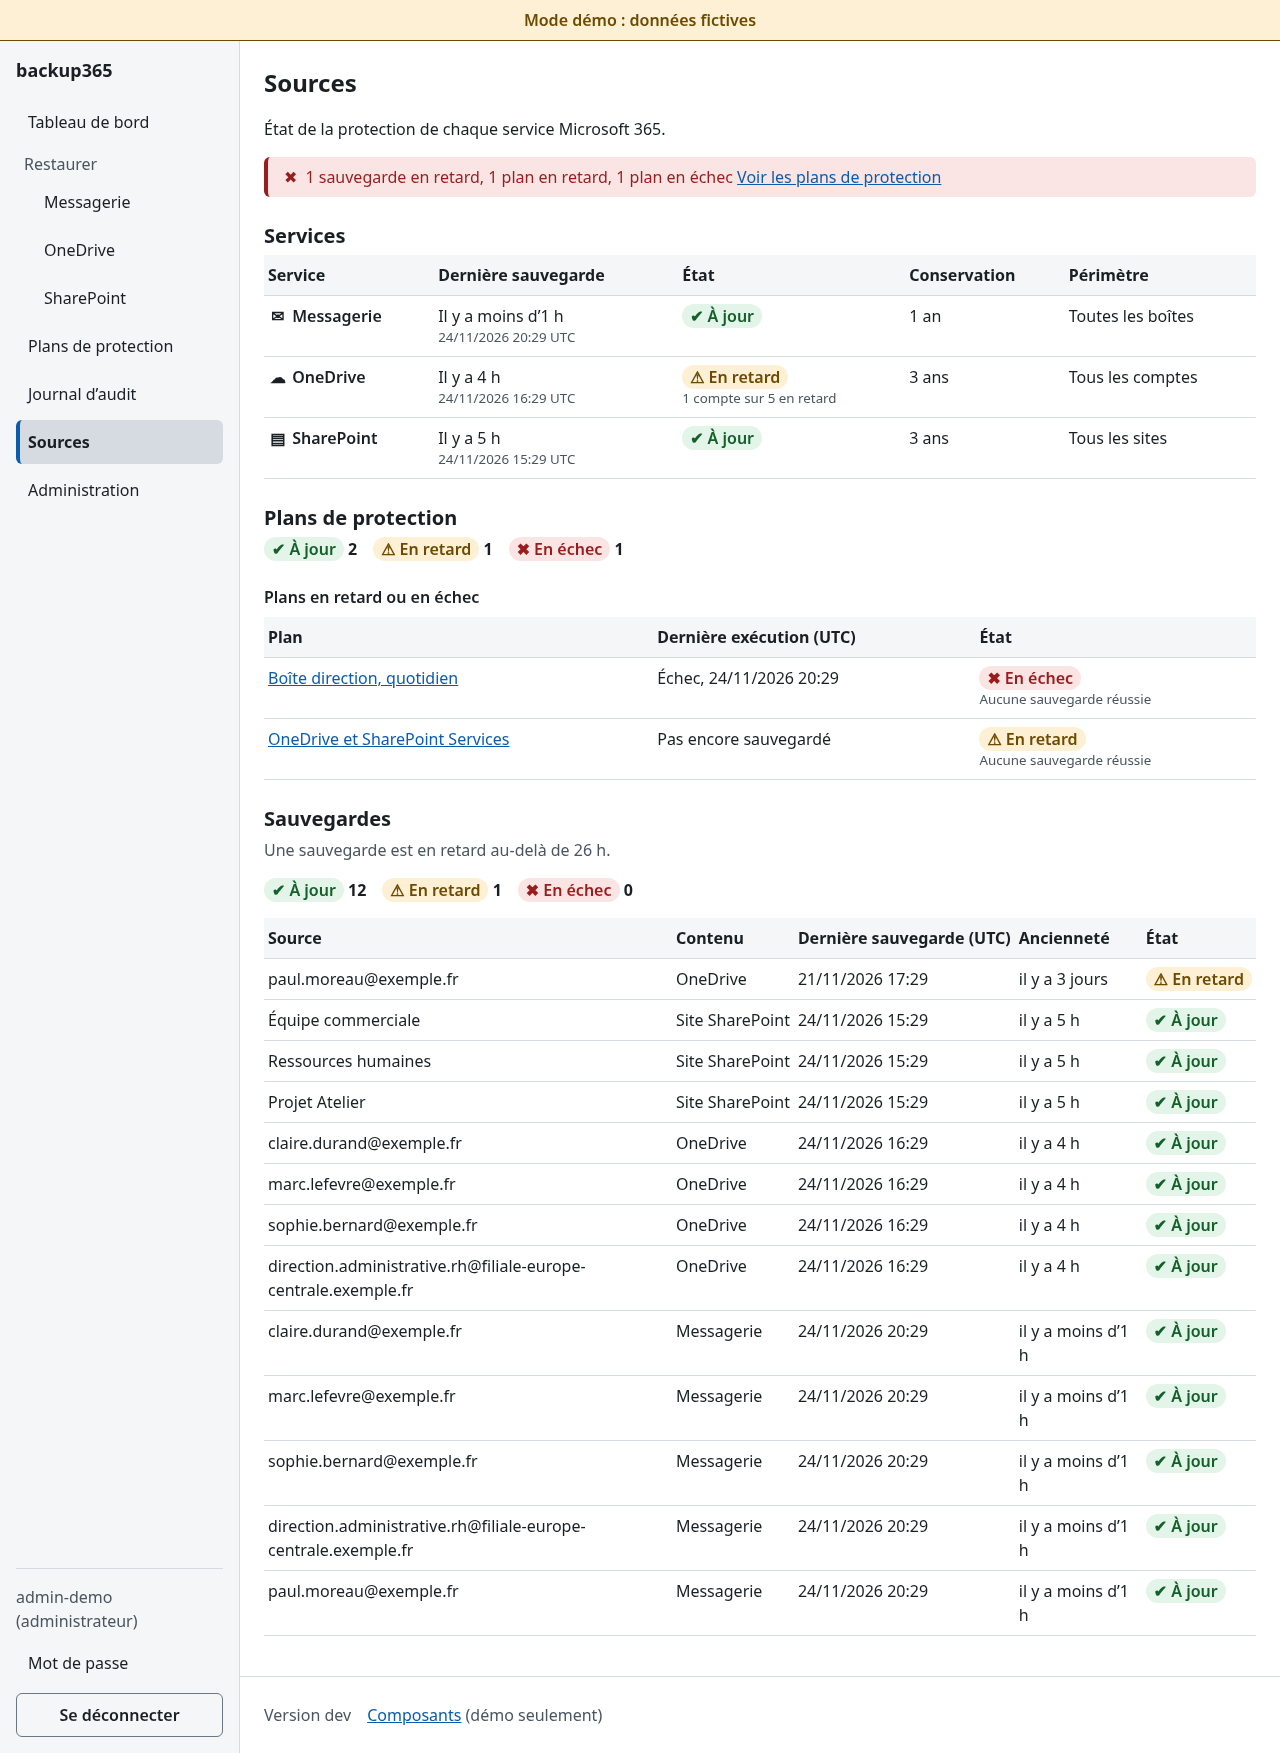 Mode démo : données fictives
backup365
Tableau de bord
Restaurer
Messagerie
OneDrive
SharePoint
Plans de protection
Journal d’audit
Sources
Administration
admin-demo
(administrateur)
Mot de passe
Se déconnecter
Sources
État de la protection de chaque service Microsoft 365.
✖ 1 sauvegarde en retard, 1 plan en retard, 1 plan en échec Voir les plans de protection
Services
Service Dernière sauvegarde État Conservation Périmètre
✉ Messagerie Il y a moins d’1 h ✔ À jour 1 an Toutes les boîtes
24/11/2026 20:29 UTC
☁ OneDrive Il y a 4 h ⚠ En retard 3 ans Tous les comptes
24/11/2026 16:29 UTC 1 compte sur 5 en retard
▤ SharePoint Il y a 5 h ✔ À jour 3 ans Tous les sites
24/11/2026 15:29 UTC
Plans de protection
✔ À jour 2 ⚠ En retard 1 ✖ En échec 1
Plans en retard ou en échec
Plan Dernière exécution (UTC) État
Boîte direction, quotidien Échec, 24/11/2026 20:29 ✖ En échec
Aucune sauvegarde réussie
OneDrive et SharePoint Services Pas encore sauvegardé ⚠ En retard
Aucune sauvegarde réussie
Sauvegardes
Une sauvegarde est en retard au-delà de 26 h.
✔ À jour 12 ⚠ En retard 1 ✖ En échec 0
Source Contenu Dernière sauvegarde (UTC) Ancienneté État
paul.moreau@exemple.fr OneDrive 21/11/2026 17:29 il y a 3 jours ⚠ En retard
Équipe commerciale Site SharePoint 24/11/2026 15:29 il y a 5 h ✔ À jour
Ressources humaines Site SharePoint 24/11/2026 15:29 il y a 5 h ✔ À jour
Projet Atelier Site SharePoint 24/11/2026 15:29 il y a 5 h ✔ À jour
claire.durand@exemple.fr OneDrive 24/11/2026 16:29 il y a 4 h ✔ À jour
marc.lefevre@exemple.fr OneDrive 24/11/2026 16:29 il y a 4 h ✔ À jour
sophie.bernard@exemple.fr OneDrive 24/11/2026 16:29 il y a 4 h ✔ À jour
direction.administrative.rh@filiale-europe- OneDrive 24/11/2026 16:29 il y a 4 h ✔ À jour
centrale.exemple.fr
claire.durand@exemple.fr Messagerie 24/11/2026 20:29 il y a moins d’1 ✔ À jour
h
marc.lefevre@exemple.fr Messagerie 24/11/2026 20:29 il y a moins d’1 ✔ À jour
h
sophie.bernard@exemple.fr Messagerie 24/11/2026 20:29 il y a moins d’1 ✔ À jour
h
direction.administrative.rh@filiale-europe- Messagerie 24/11/2026 20:29 il y a moins d’1 ✔ À jour
centrale.exemple.fr h
paul.moreau@exemple.fr Messagerie 24/11/2026 20:29 il y a moins d’1 ✔ À jour
h
Version dev Composants (démo seulement)